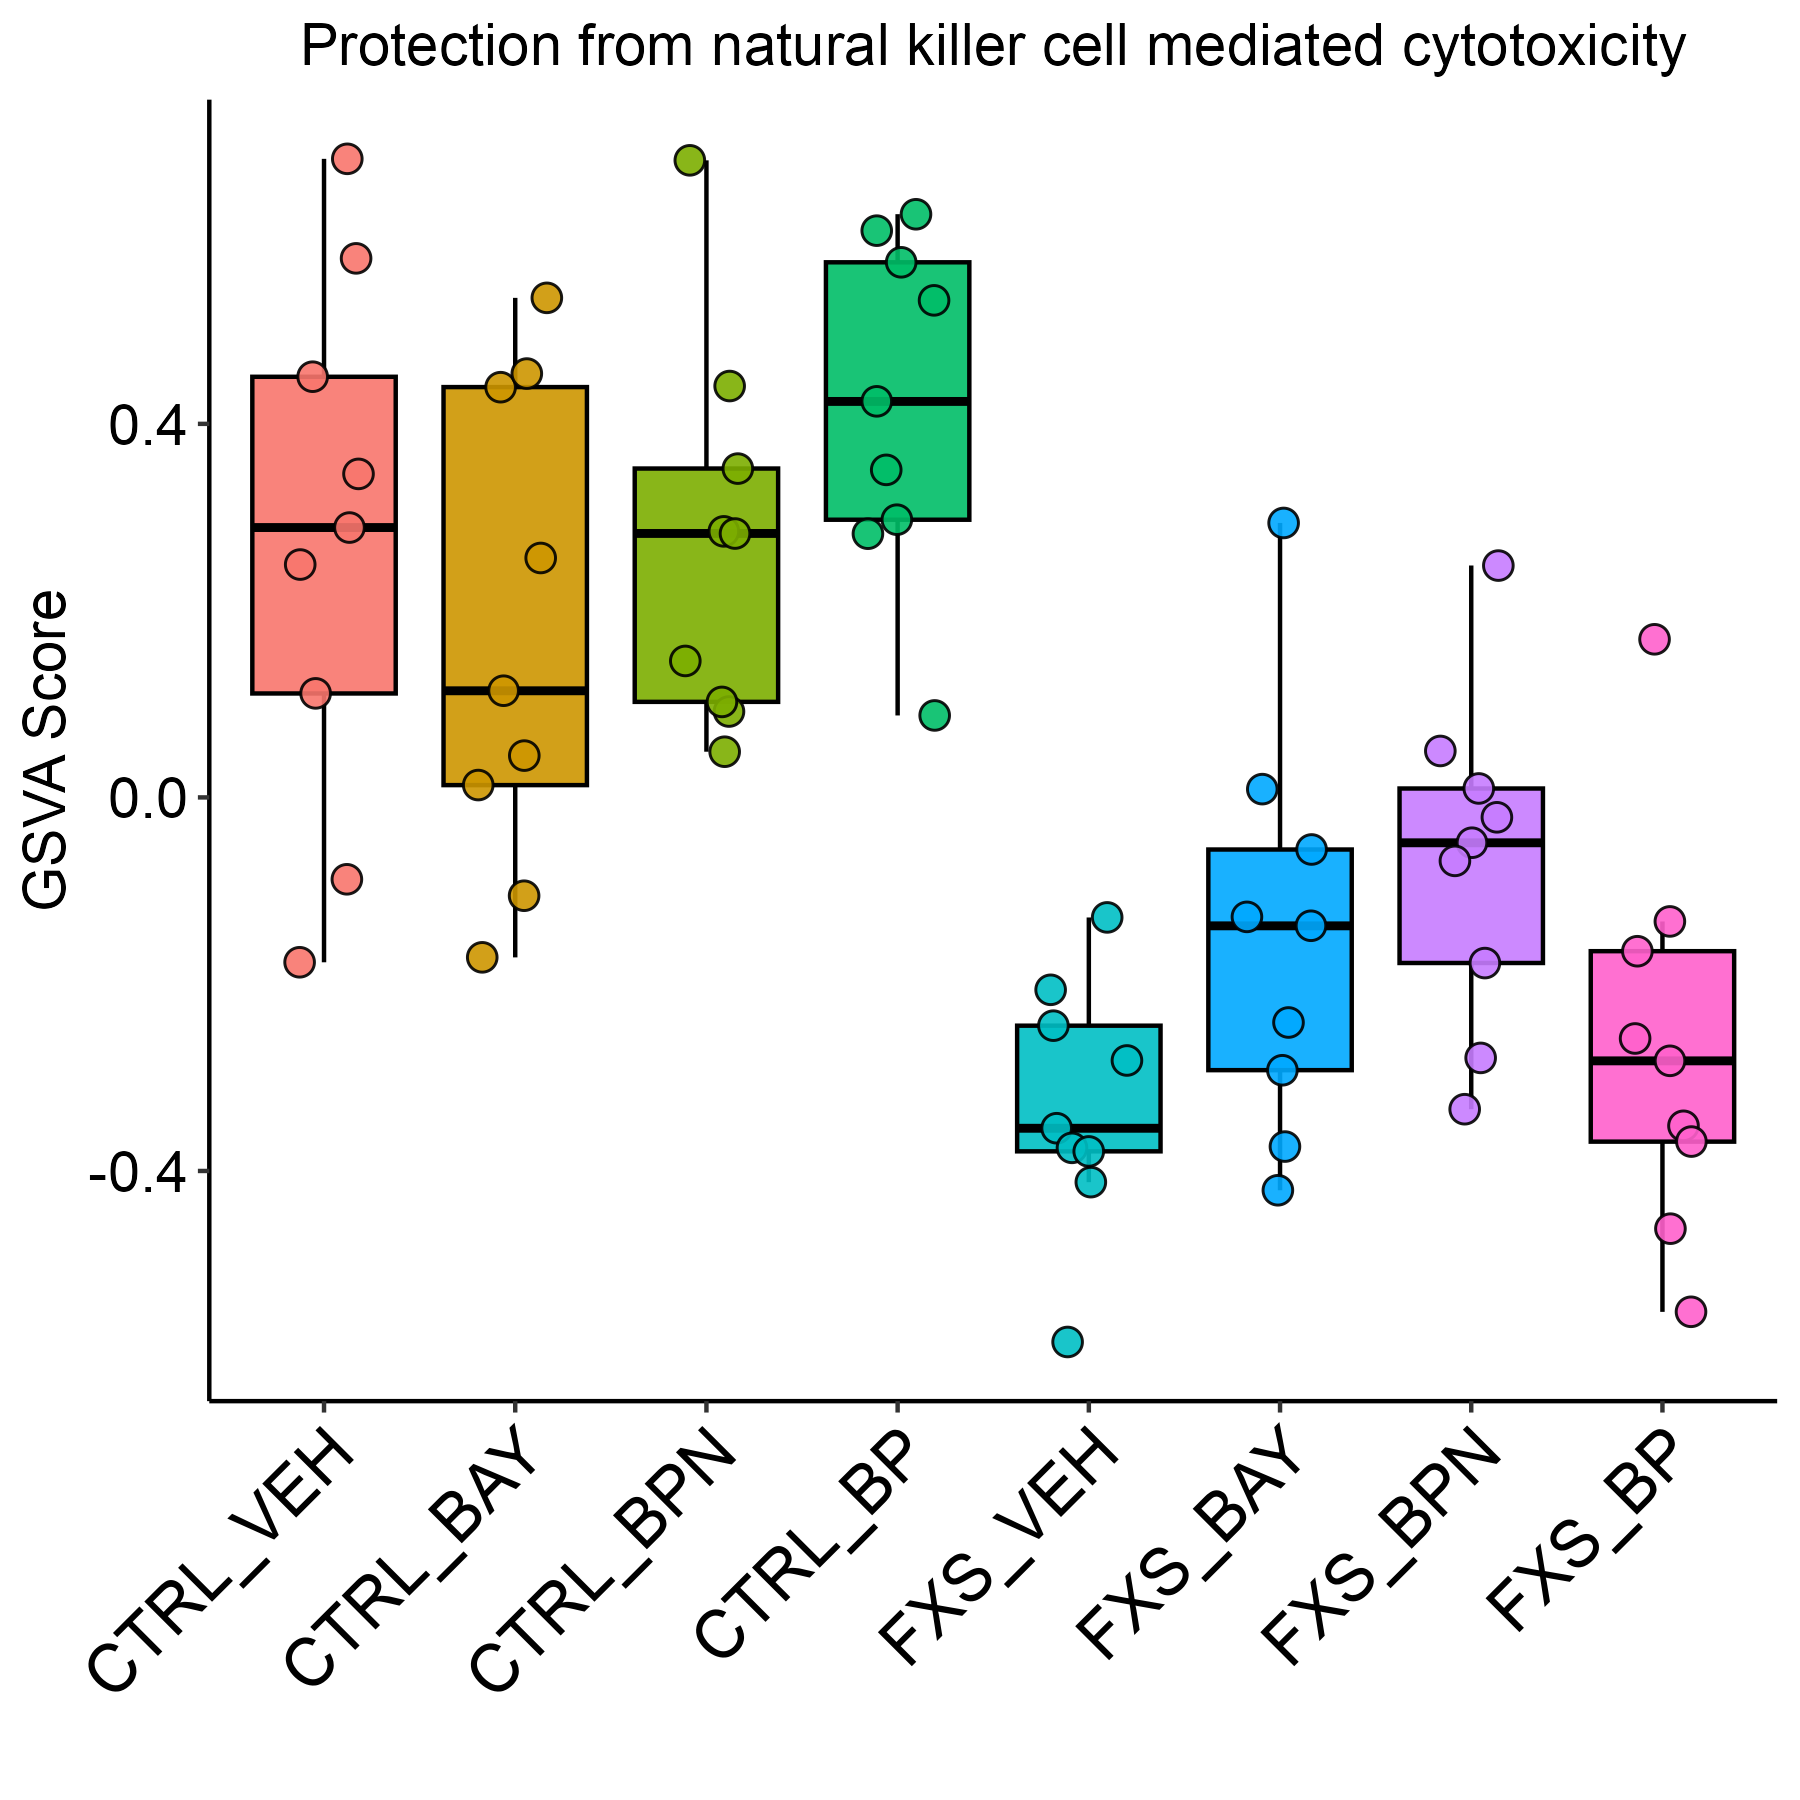 Protection from natural killer cell mediated cytotoxicity
GSVA Score
0.4
0.0
-0.4
CTRL_VEH
CTRL_BAY
CTRL_BPN
CTRL_BP
FXS_VEH
FXS_BAY
FXS_BPN
FXS_BP